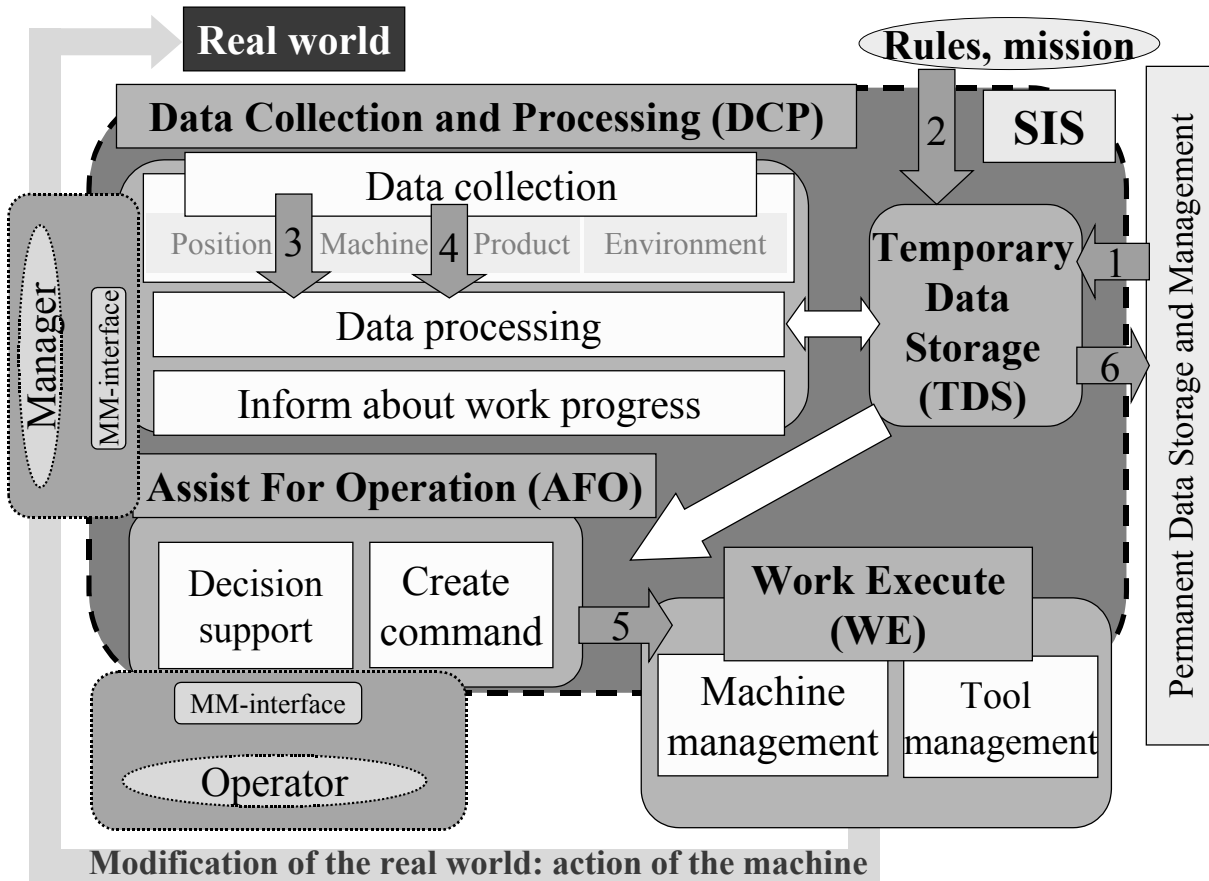 Real world
Rules, mission
Data Collection and Processing (DCP)
2
SIS
Data collection
Position
3
Machine
4
Product
Environment
Temporary
Data
Storage
(TDS)
1
6
Permanent Data Storage and Management
Manager
MM-interface
Data processing
Inform about work progress
Assist For Operation (AFO)
Decision
support
Create
command
5
Work Execute
(WE)
Machine
management
Tool
management
MM-interface
Operator
Modification of the real world: action of the machine